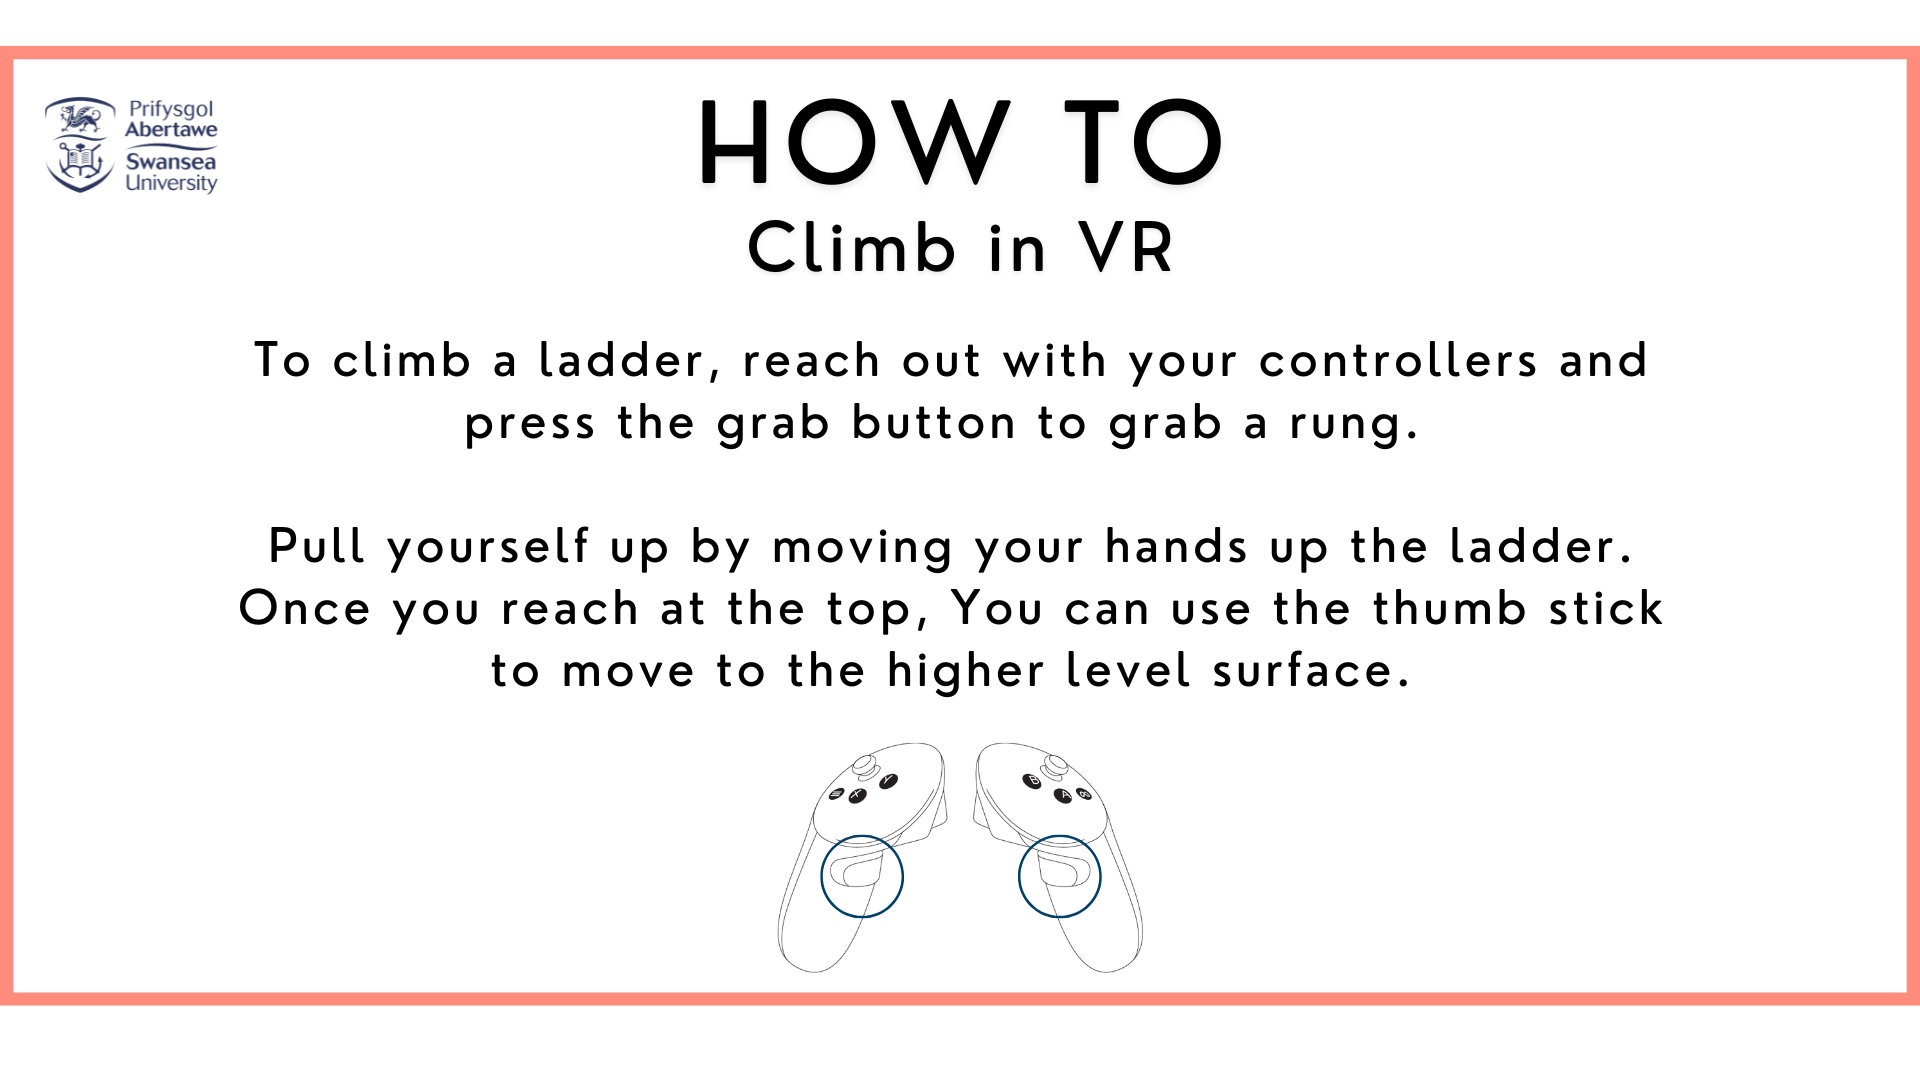 Prifysgol
Abertawe
Swansea
University
HOW TO
Climb in VR
To climb a ladder, reach out with your controllers and
press the grab button to grab a rung.
Pull yourself up by moving your hands up the ladder.
Once you reach at the top, You can use the thumb stick
to move to the higher level surface.
Y
X
B
A